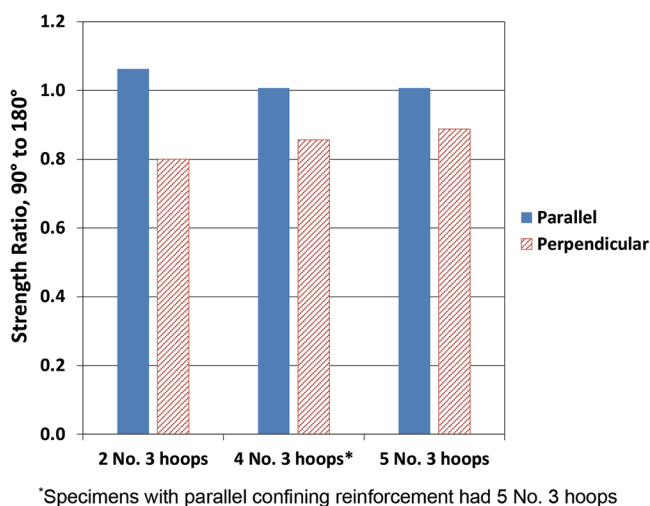 Strength Ratio, 90° to 180°
1.2
1.0
0.8
0.6
0.4
0.2
0.0
2 No. 3 hoops
4 No. 3 hoops*
5 No. 3 hoops
Parallel
Perpendicular
*Specimens with parallel confining reinforcement had 5 No. 3 hoops